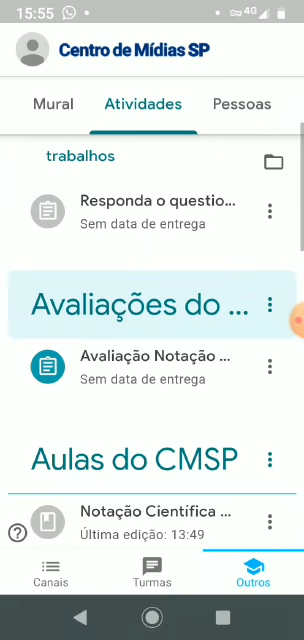 15:55
4G
Centro de Mídias SP
Mural Atividades Pessoas
trabalhos
Responda o questio...
Sem data de entrega
Avaliações do ...
Avaliação Notação ...
Sem data de entrega
Aulas do CMSP
Notação Científica ...
Última edição: 13:49
Canais Turmas Outros